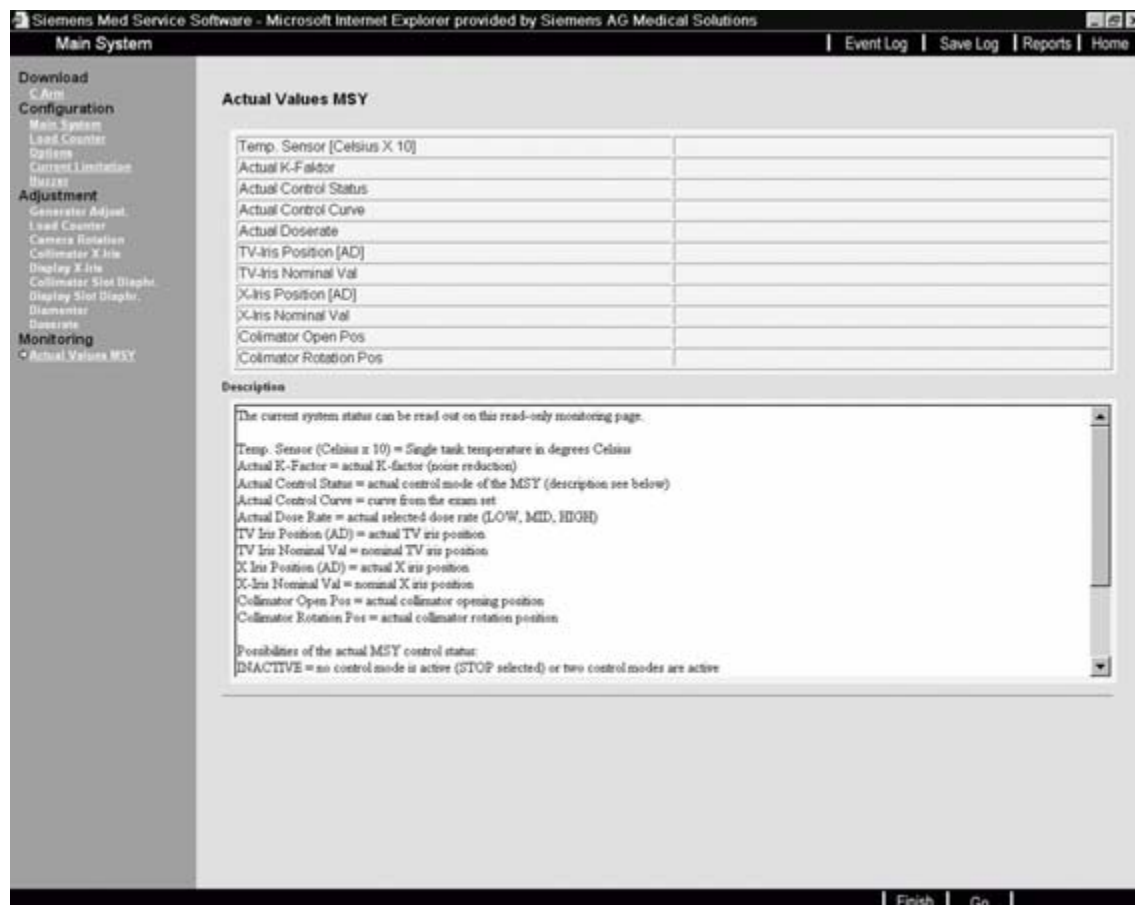 Siemens Med Service Software - Microsoft Internet Explorer provided by Siemens AG Medical Solutions
Main System
Event Log
Save Log
Reports
Home
Download
C Arm
Configuration
Main System
Load Counter
Options
Current Limitation
Buzzer
Adjustment
Generator Adjust.
Load Counter
Camera Rotation
Collimator X Iris
Display X Iris
Collimator Slot Diaphr.
Display Slot Diaphr.
Diamentor
Doserate
Monitoring
Actual Values MSY
Actual Values MSY
Temp. Sensor [Celsius X 10]
Actual K-Faktor
Actual Control Status
Actual Control Curve
Actual Doserate
TV-Iris Position [AD]
TV-Iris Nominal Val
X-Iris Position [AD]
X-Iris Nominal Val
Colimator Open Pos
Colimator Rotation Pos
Description
The current system status can be read out on this read-only monitoring page.
Temp. Sensor (Celsius x 10) = Single task temperature in degrees Celsius
Actual K-Factor = actual K-factor (noise reduction)
Actual Control Status = actual control mode of the MSY (description see below)
Actual Control Curve = curve from the exam set
Actual Dose Rate = actual selected dose rate (LOW, MID, HIGH)
TV Iris Position (AD) = actual TV iris position
TV Iris Nominal Val = nominal TV iris position
X Iris Position (AD) = actual X iris position
X-Iris Nominal Val = nominal X iris position
Collimator Open Pos = actual collimator opening position
Collimator Rotation Pos = actual collimator rotation position
Possibilities of the actual MSY control status:
INACTIVE = no control mode is active (STOP selected) or two control modes are active
Finish
Go